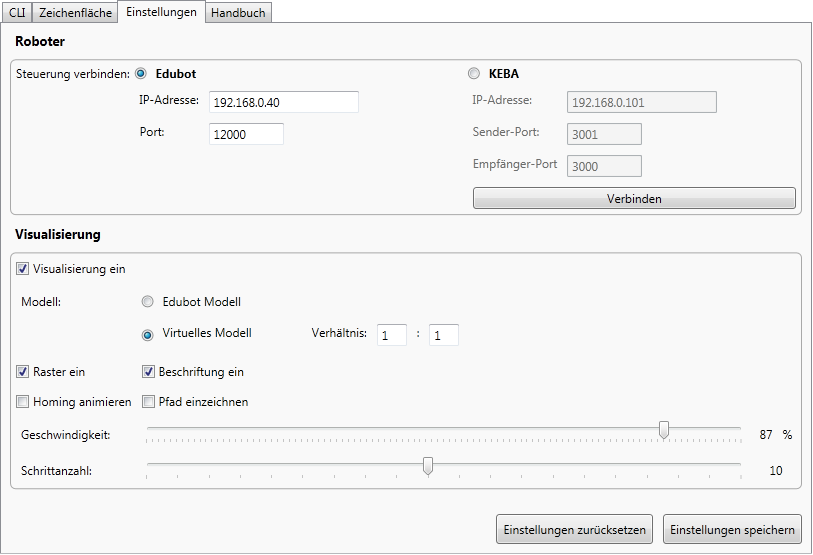 CLI Zeichenfläche Einstellungen Handbuch
Roboter
Steuerung verbinden: Edubot KEBA
IP-Adresse: 192.168.0.40 IP-Adresse: 192.168.0.101
Port: 12000 Sender-Port: 3001
Empfänger-Port 3000
Verbinden
Visualisierung
Visualisierung ein
Modell: Edubot Modell
Virtuelles Modell Verhältnis: 1 : 1
Raster ein Beschriftung ein
Homing animieren Pfad einzeichnen
Geschwindigkeit: 87 %
Schrittanzahl: 10
Einstellungen zurücksetzen Einstellungen speichern